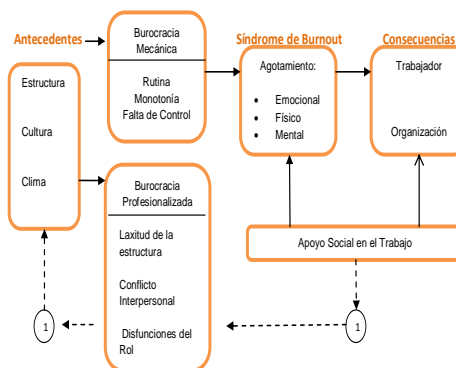 Antecedentes
Estructura
Cultura
Clima
Burocracia
Mecánica
Rutina
Monotonía
Falta de Control
Burocracia
Profesionalizada
Laxitud de la
estructura
Conflicto
Interpersonal
Disfunciones del
Rol
Síndrome de Burnout
Agotamiento:
• Emocional
• Físico
• Mental
Consecuencias
Trabajador
Organización
Apoyo Social en el Trabajo
1
1